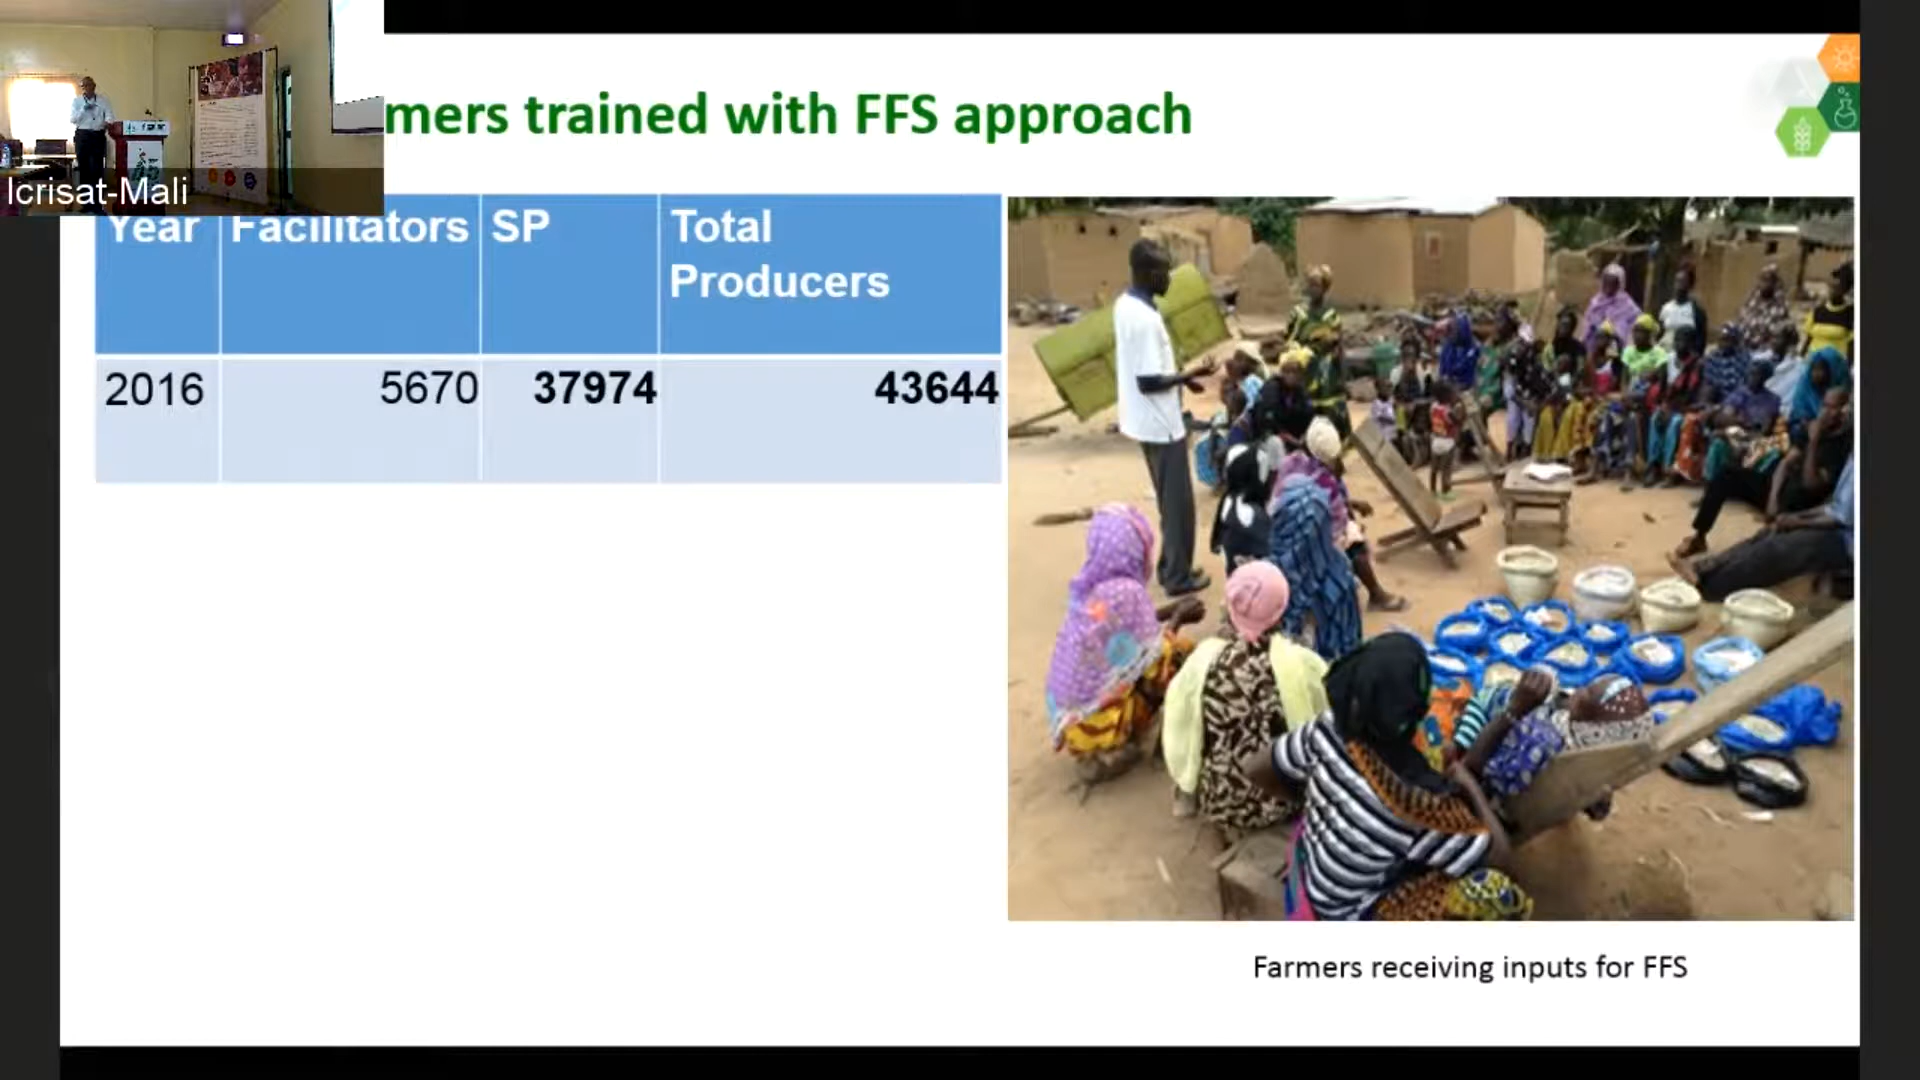 mers trained with FFS approach
Icrisat-Mali
Year Facilitators SP Total
Producers
2016 5670 37974 43644
Farmers receiving inputs for FFS